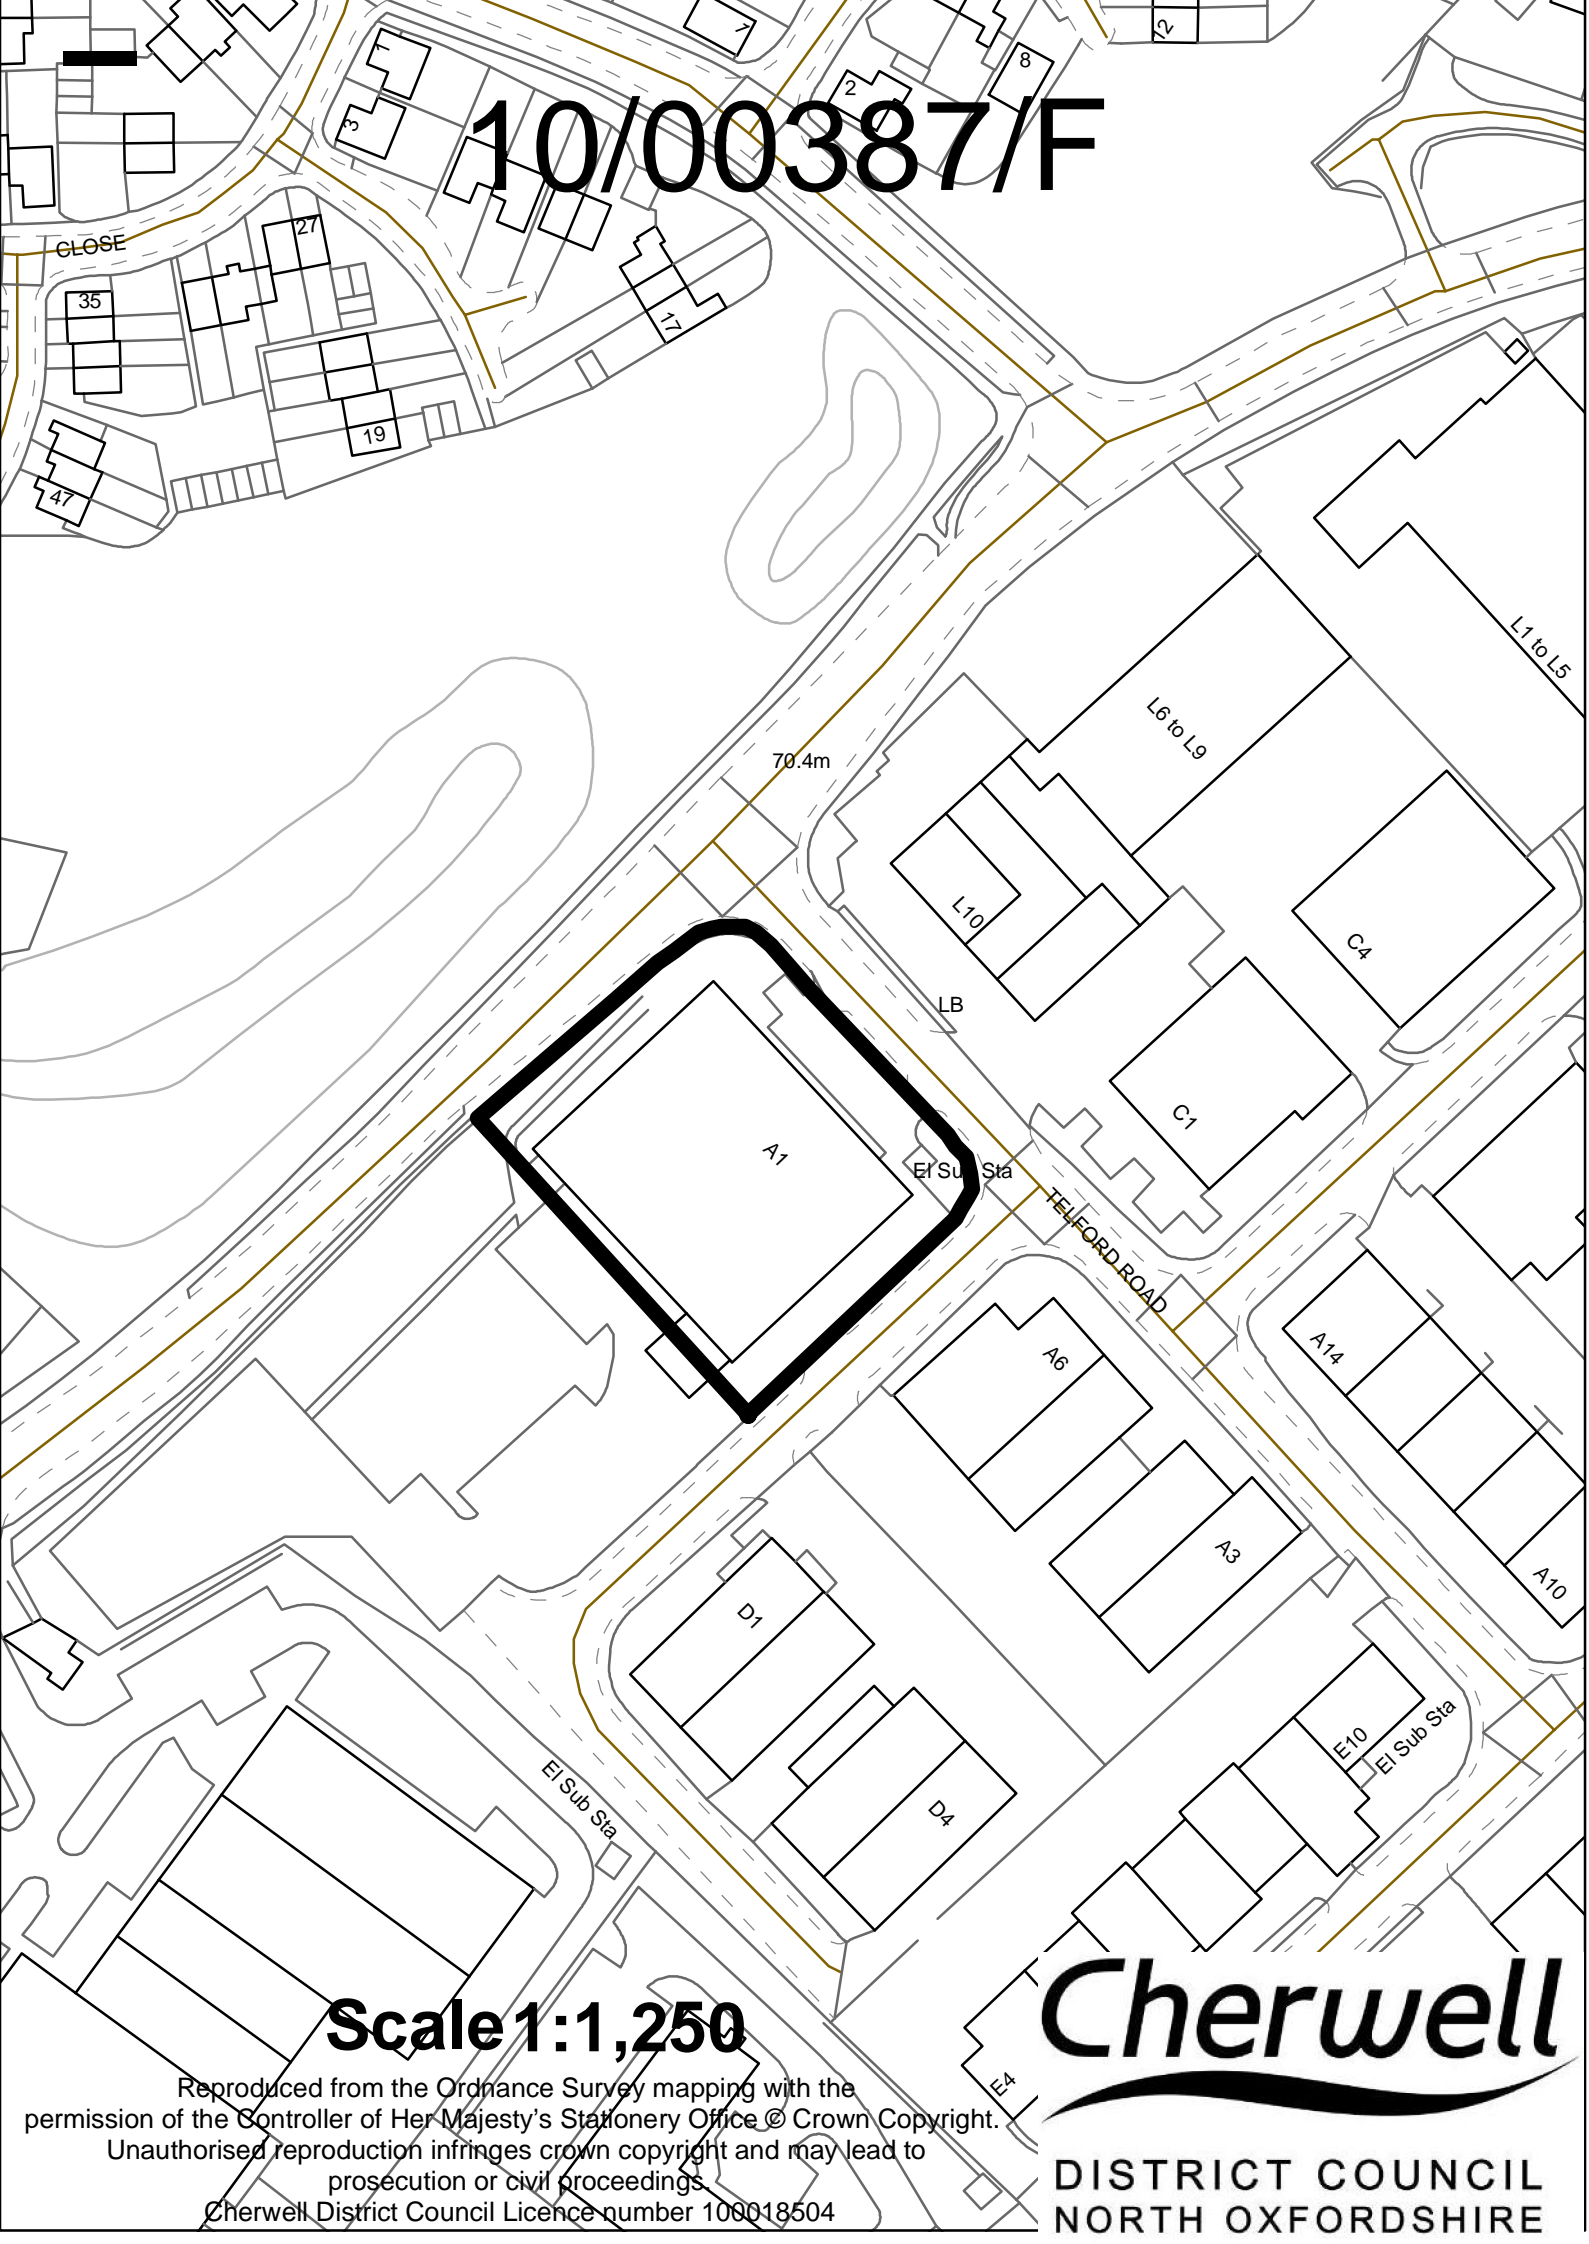 1
12
8
2
1
3
10/00387/F
27
CLOSE
35
17
19
47
L1 to L5
L6 to L9
70.4m
L10
C4
LB
C1
A1
El Sub Sta
TELFORD ROAD
A14
A6
A3
A10
D1
E10
El Sub Sta
El Sub Sta
D4
E4
Scale 1:1,250
Reproduced from the Ordnance Survey mapping with the
permission of the Controller of Her Majesty's Stationery Office © Crown Copyright.
Unauthorised reproduction infringes crown copyright and may lead to
prosecution or civil proceedings.
Cherwell District Council Licence number 100018504
Cherwell
DISTRICT COUNCIL
NORTH OXFORDSHIRE